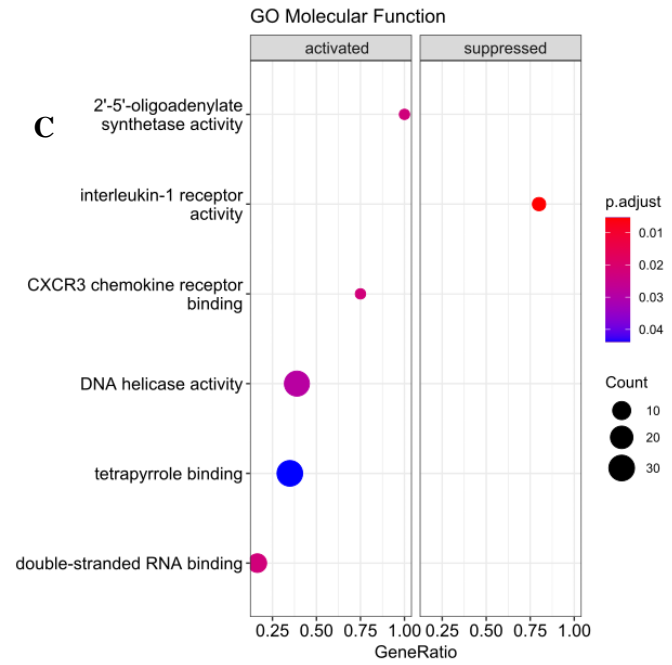 GO Molecular Function
activated
suppressed
C
2'-5'-oligoadenylate
synthetase activity
interleukin-1 receptor
activity
CXCR3 chemokine receptor
binding
DNA helicase activity
tetrapyrrole binding
double-stranded RNA binding
0.25 0.50 0.75 1.00 0.25 0.50 0.75 1.00
GeneRatio
p.adjust
0.01
0.02
0.03
0.04
Count
10
20
30